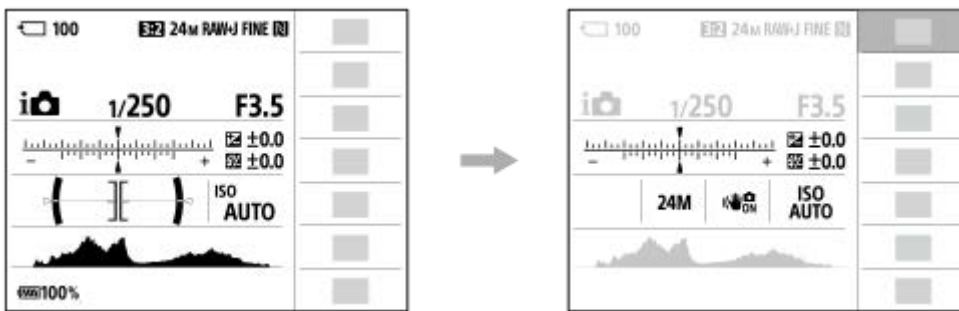 100 3:2 24M RAW+J FINE N
i 1/250 F3.5
- + ±0.0
±0.0
ISO
AUTO
100%
100 3:2 24M RAW+J FINE N
i 1/250 F3.5
- + ±0.0
±0.0
24M ON ISO
AUTO